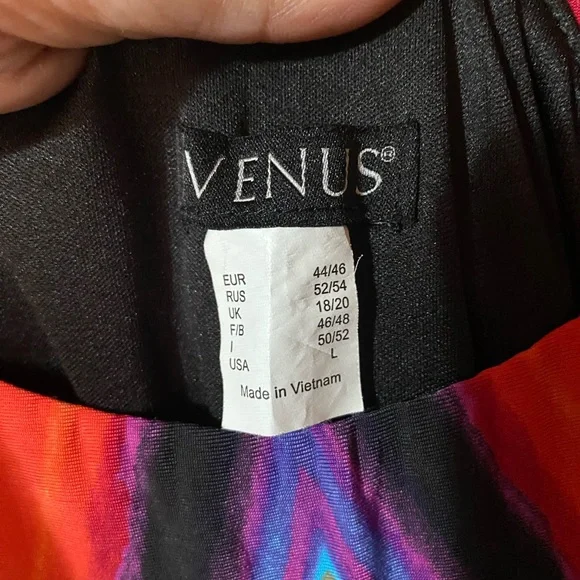 VENUS®
EUR 44/46
RUS 52/54
UK 18/20
F/B 46/48
I 50/52
USA L
Made in Vietnam